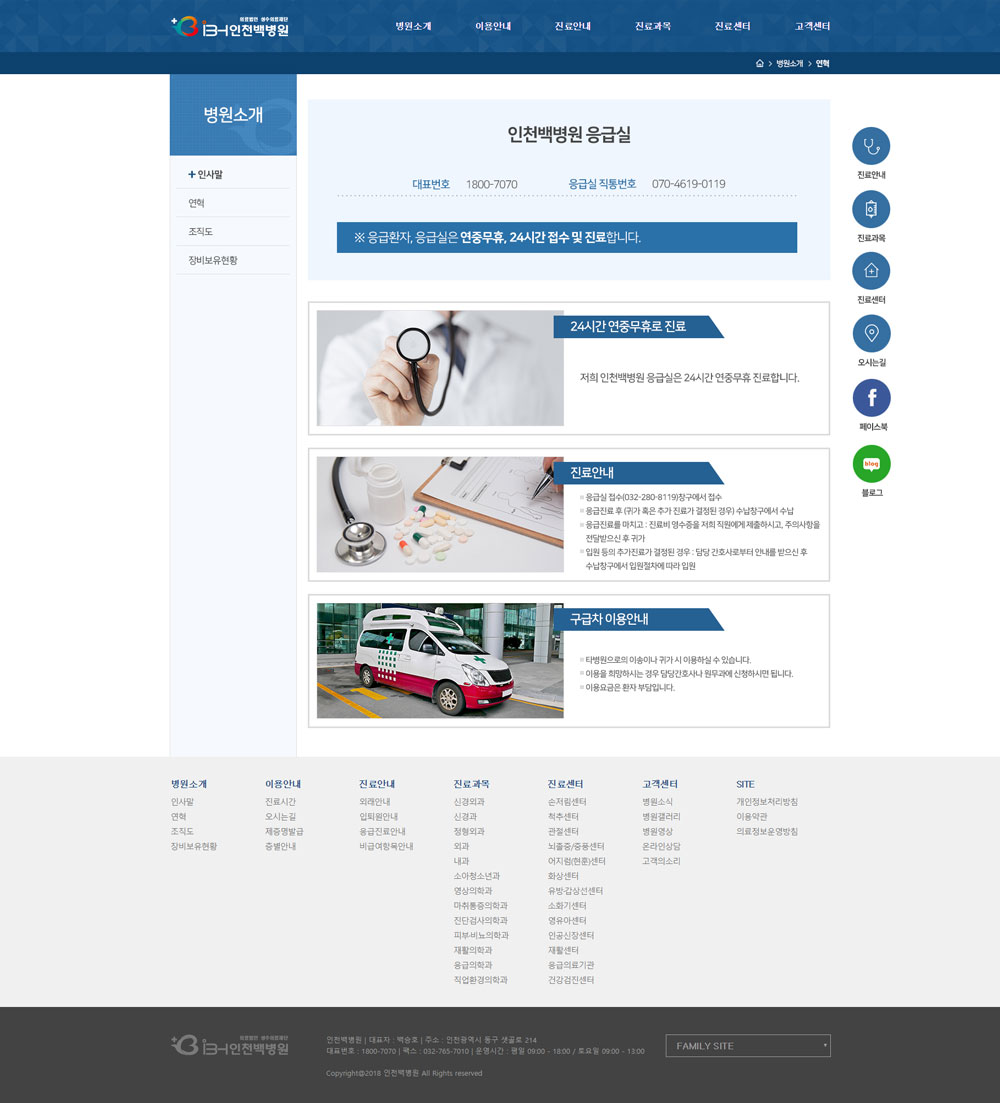 의료법인 성수의료재단
IBH인천백병원
병원소개 이용안내 진료안내 진료과목 진료센터 고객센터
> 병원소개 > 연혁
병원소개
+ 인사말
연혁
조직도
장비보유현황
인천백병원 응급실
대표번호 1800-7070 응급실 직통번호 070-4619-0119
※ 응급환자, 응급실은 연중무휴, 24시간 접수 및 진료합니다.
24시간 연중무휴로 진료
저희 인천백병원 응급실은 24시간 연중무휴 진료합니다.
진료안내
응급실 접수(032-280-8119)창구에서 접수
응급진료 후 (귀가 혹은 추가 진료가 결정된 경우) 수납창구에서 수납
응급진료를 마치고 : 진료비 영수증을 저희 직원에게 제출하시고, 주의사항을
전달받으신 후 귀가
입원 등의 추가진료가 결정된 경우 : 담당 간호사로부터 안내를 받으신 후
수납창구에서 입원절차에 따라 입원
구급차 이용안내
타병원으로의 이송이나 귀가 시 이용하실 수 있습니다.
이용을 희망하시는 경우 담당간호사나 원무과에 신청하시면 됩니다.
이용요금은 환자 부담입니다.
진료안내
진료과목
진료센터
오시는길
f
페이스북
blog
블로그
병원소개
인사말
연혁
조직도
장비보유현황
이용안내
진료시간
오시는길
제증명발급
층별안내
진료안내
외래안내
입퇴원안내
응급진료안내
비급여항목안내
진료과목
신경외과
신경과
정형외과
외과
내과
소아청소년과
영상의학과
마취통증의학과
진단검사의학과
피부·비뇨의학과
재활의학과
응급의학과
직업환경의학과
진료센터
손저림센터
척추센터
관절센터
뇌졸중/중풍센터
어지럼(현훈)센터
화상센터
유방·갑상선센터
소화기센터
영유아센터
인공신장센터
재활센터
응급의료기관
건강검진센터
고객센터
병원소식
병원갤러리
병원영상
온라인상담
고객의소리
SITE
개인정보처리방침
이용약관
의료정보운영방침
의료법인 성수의료재단
IBH인천백병원
인천백병원 | 대표자 : 백승호 | 주소 : 인천광역시 동구 샛골로 214
대표번호 : 1800-7070 | 팩스 : 032-765-7010 | 운영시간 : 평일 09:00 - 18:00 / 토요일 09:00 - 13:00
Copyright@2018 인천백병원 All Rights reserved
FAMILY SITE